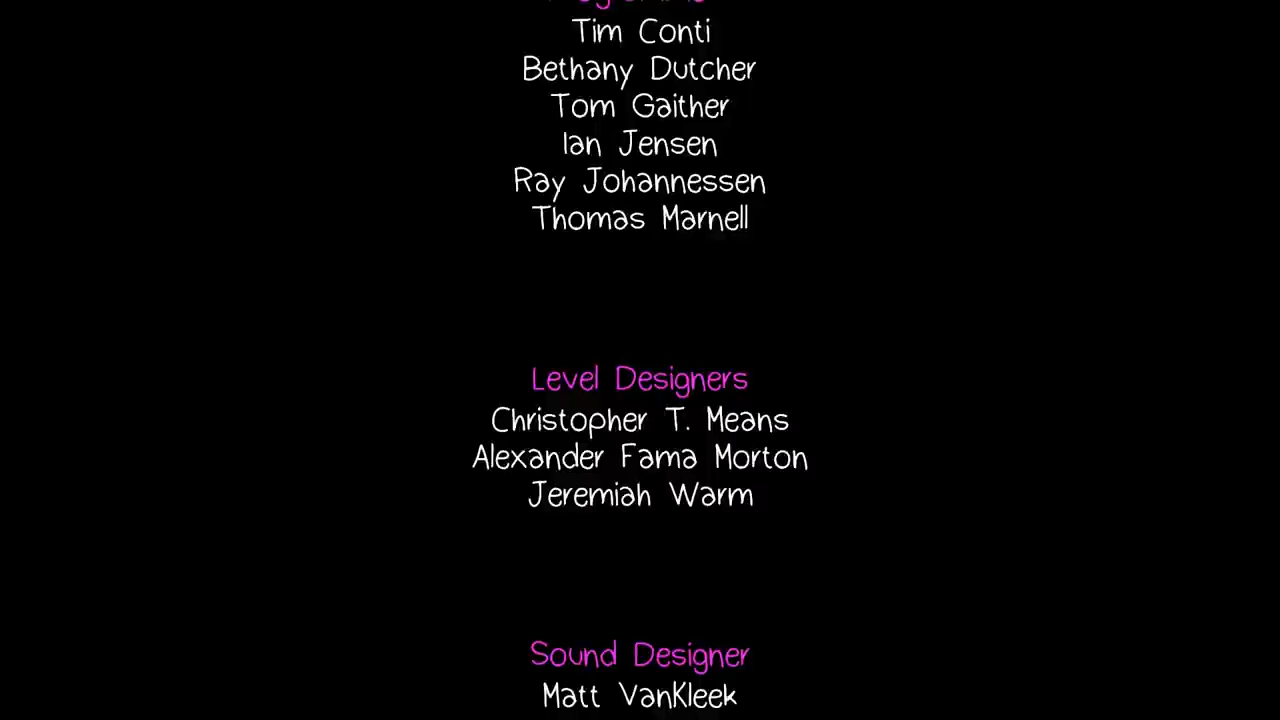 Tim Conti
Bethany Dutcher
Tom Gaither
Ian Jensen
Ray Johannessen
Thomas Marnell
Level Designers
Christopher T. Means
Alexander Fama Morton
Jeremiah Warm
Sound Designer
Matt VanKleek